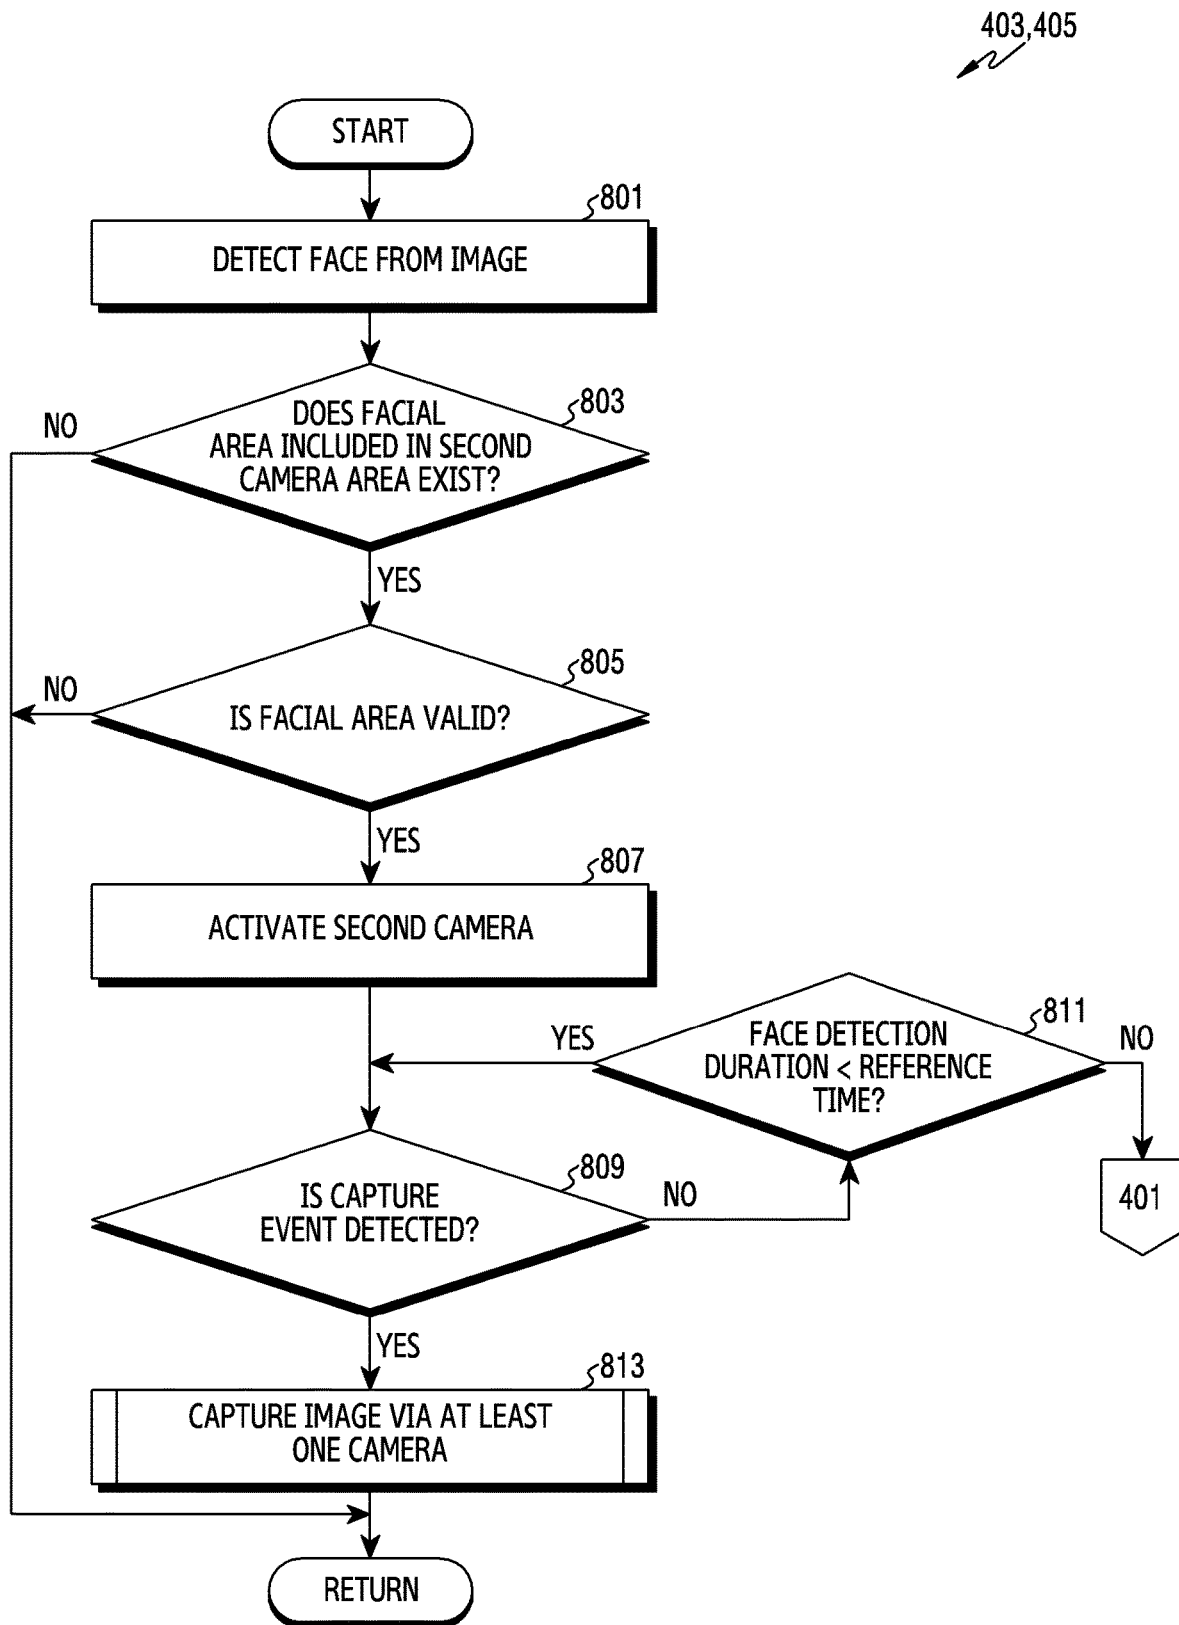 403,405
START
801
DETECT FACE FROM IMAGE
803
DOES FACIAL
AREA INCLUDED IN SECOND
CAMERA AREA EXIST?
NO
YES
805
IS FACIAL AREA VALID?
NO
YES
807
ACTIVATE SECOND CAMERA
811
FACE DETECTION
DURATION < REFERENCE
TIME?
YES
NO
401
809
IS CAPTURE
EVENT DETECTED?
NO
YES
813
CAPTURE IMAGE VIA AT LEAST
ONE CAMERA
RETURN